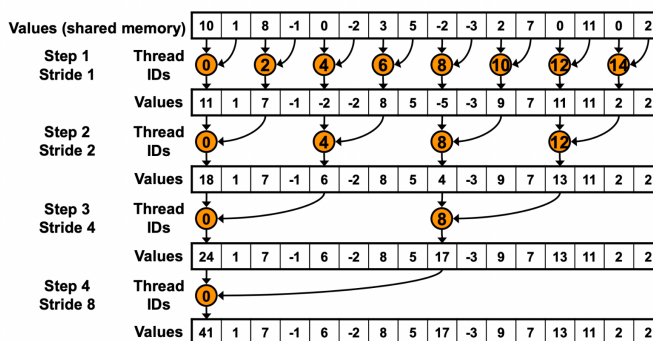 Values (shared memory) 10 1 8 -1 0 -2 3 5 -2 -3 2 7 0 11 0 2
Step 1 Thread 0 2 4 6 8 10 12 14
Stride 1 IDs
Values 11 1 7 -1 -2 -2 8 5 -5 -3 9 7 11 11 2 2
Step 2 Thread 0 4 8 12
Stride 2 IDs
Values 18 1 7 -1 6 -2 8 5 4 -3 9 7 13 11 2 2
Step 3 Thread 0 8
Stride 4 IDs
Values 24 1 7 -1 6 -2 8 5 17 -3 9 7 13 11 2 2
Step 4 Thread 0
Stride 8 IDs
Values 41 1 7 -1 6 -2 8 5 17 -3 9 7 13 11 2 2